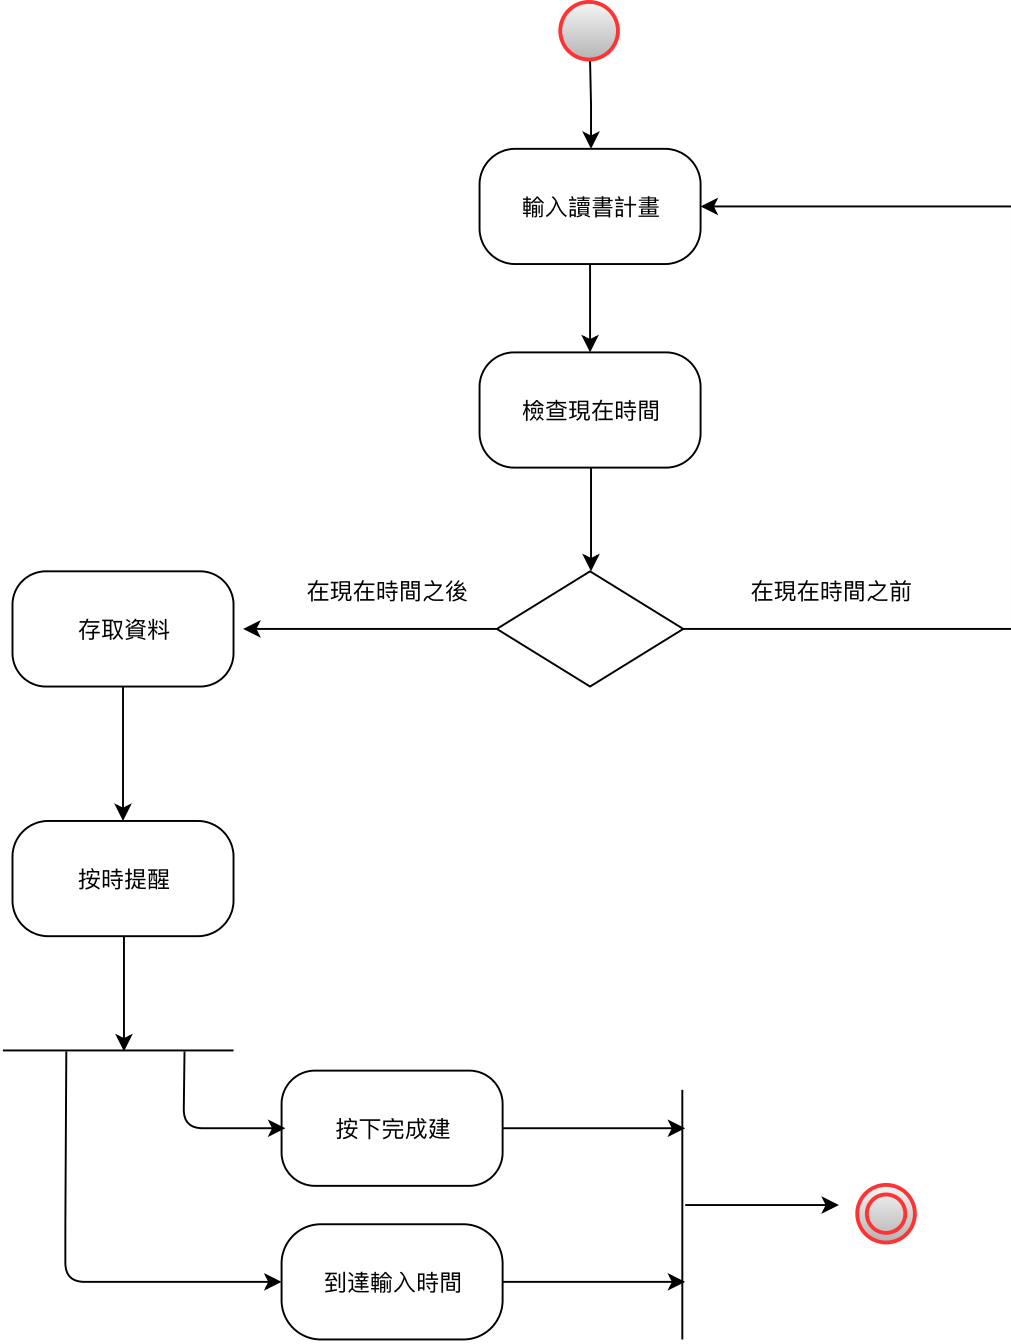 輸入讀書計畫
檢查現在時間
在現在時間之後
在現在時間之前
存取資料
按時提醒
按下完成建
到達輸入時間